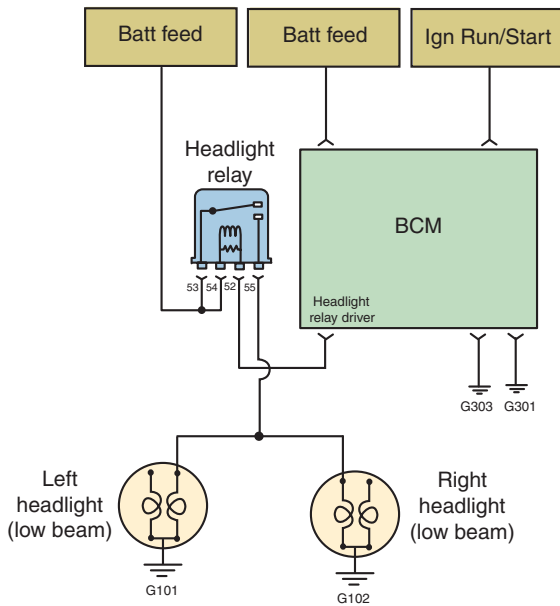 Batt feed
Batt feed
Ign Run/Start
Headlight
relay
BCM
53
54
52
55
Headlight
relay driver
G303
G301
Left
headlight
(low beam)
Right
headlight
(low beam)
G101
G102